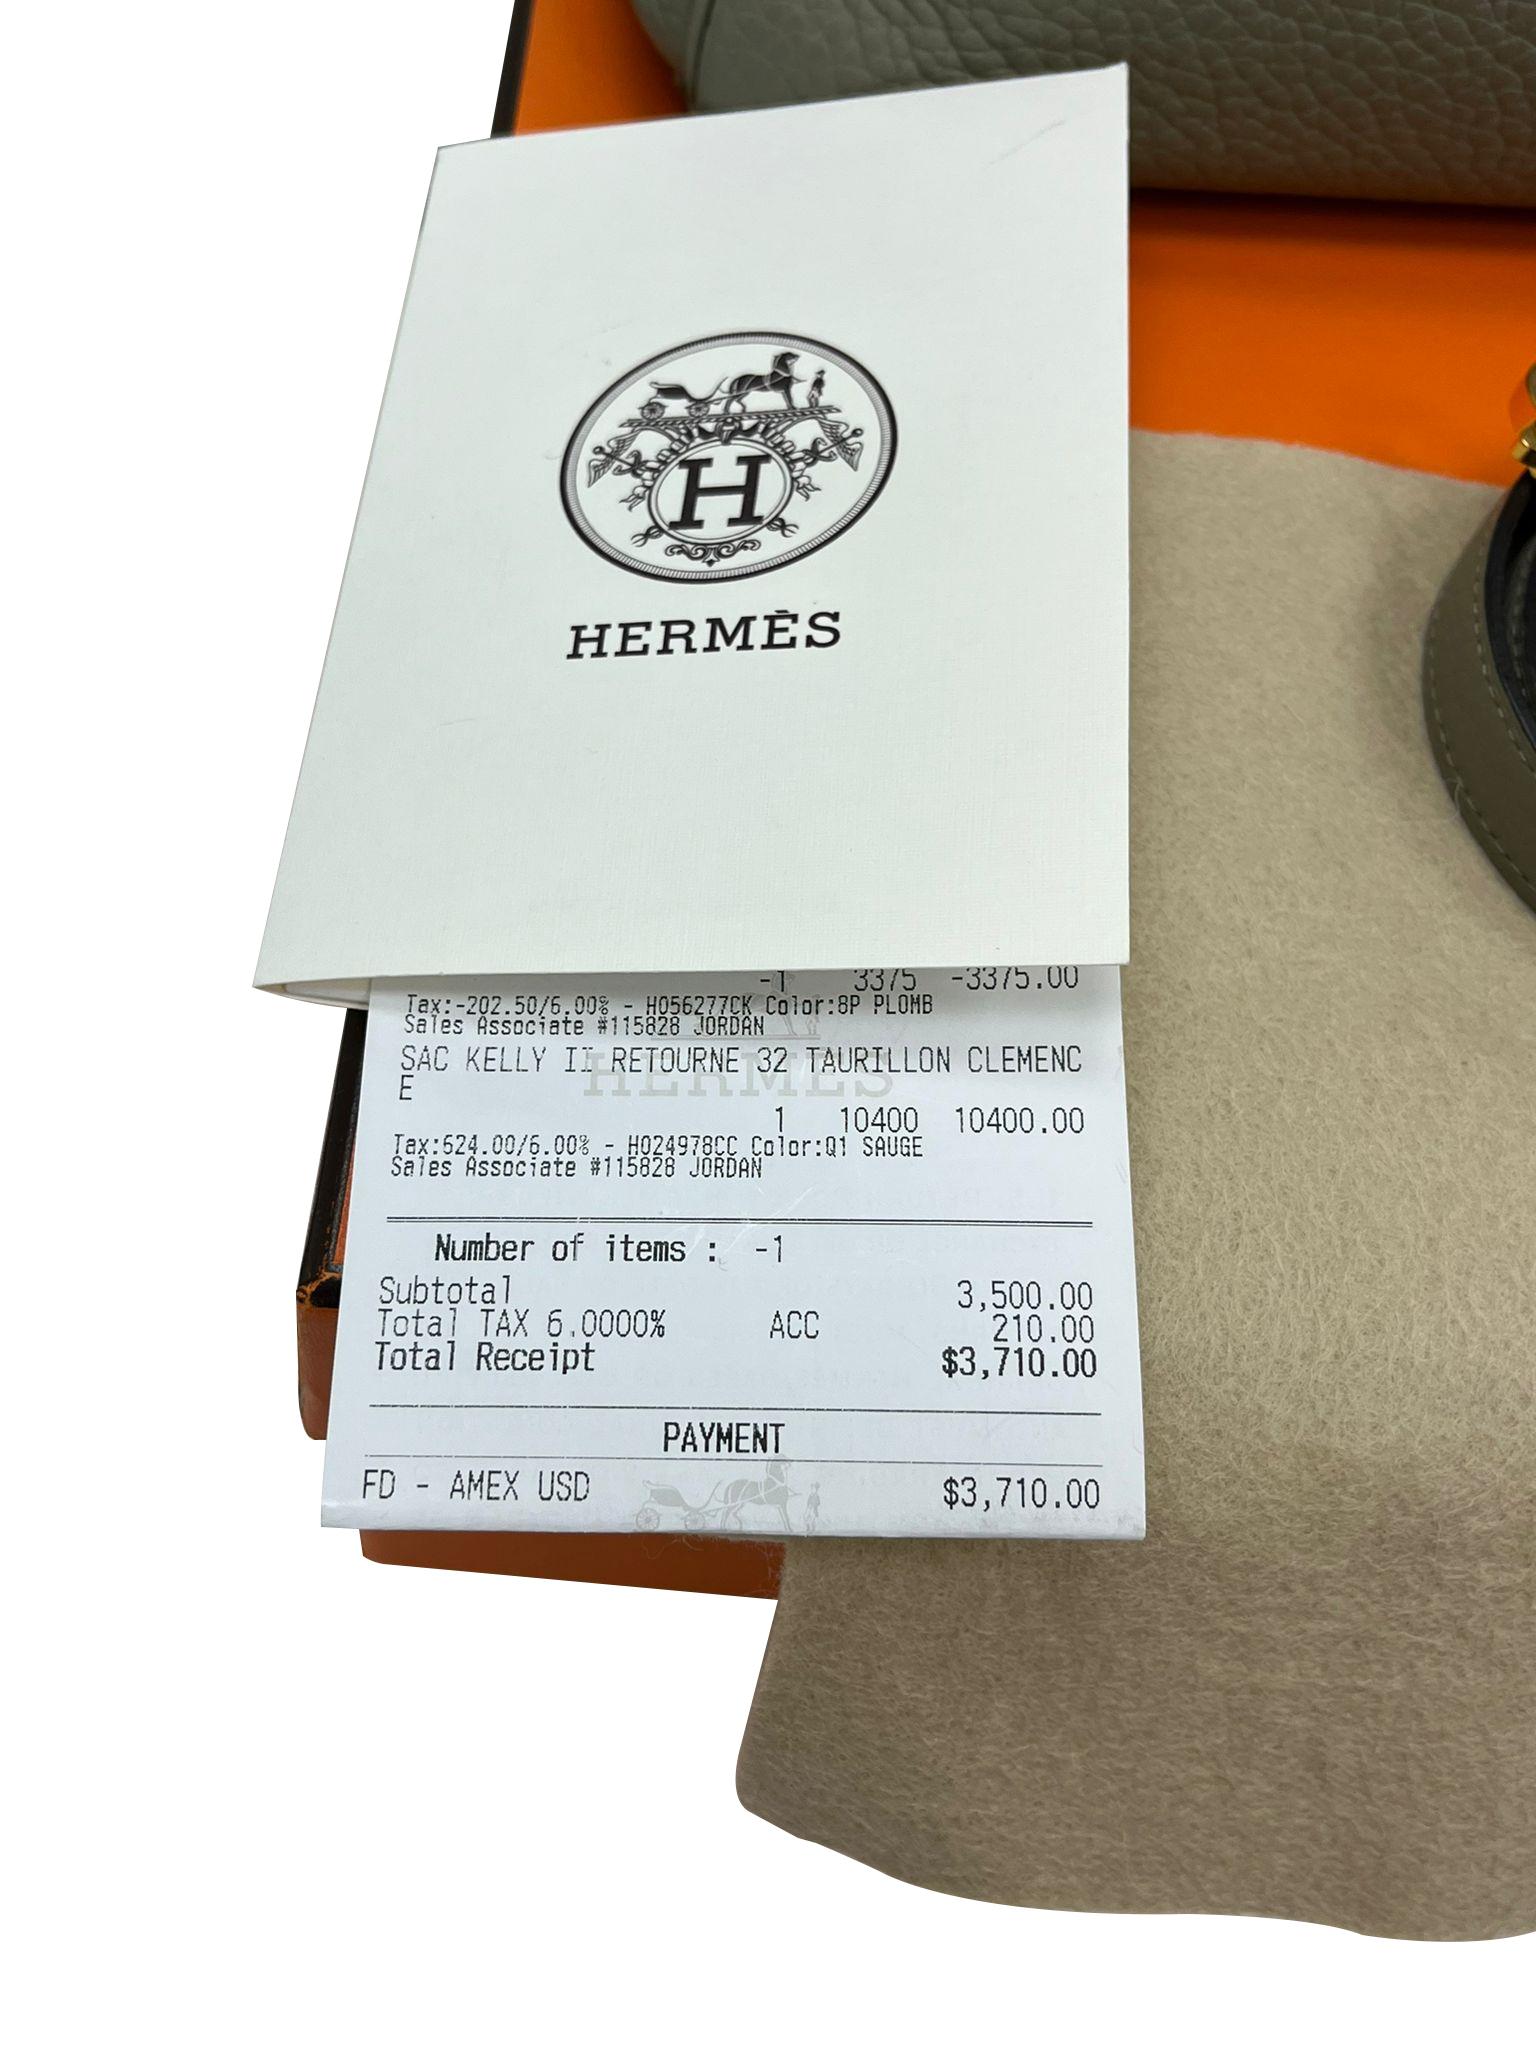 H
HERMÈS
-1 3375 -3375.00
Tax:-202.50/6.00% - H056277CK Color:8P PLOMB
Sales Associate #115828 JORDAN
SAC KELLY II RETOURNE 32 TAURILLON CLEMENC
E
HERMÈS
1 10400 10400.00
Tax:624.00/6.00% - H024978CC Color:Q1 SAUGE
Sales Associate #115828 JORDAN
Number of items : -1
Subtotal 3,500.00
Total TAX 6.0000% ACC 210.00
Total Receipt $3,710.00
PAYMENT
FD - AMEX USD $3,710.00